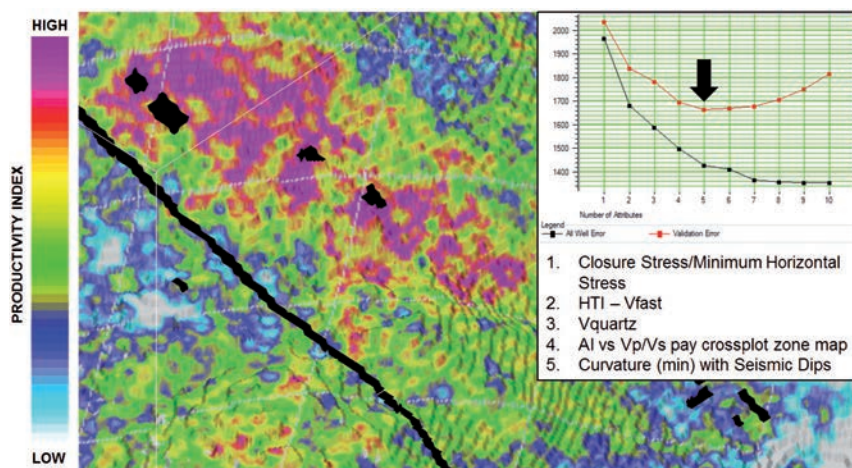 HIGH
PRODUCTIVITY INDEX
LOW
2000
1900
1800
1700
1600
1500
1400
1 2 3 4 5 6 7 8 9 10
Number of Attributes
Legend
All Well Error
Validation Error
1. Closure Stress/Minimum Horizontal
Stress
2. HTI – Vfast
3. Vquartz
4. AI vs Vp/Vs pay crossplot zone map
5. Curvature (min) with Seismic Dips